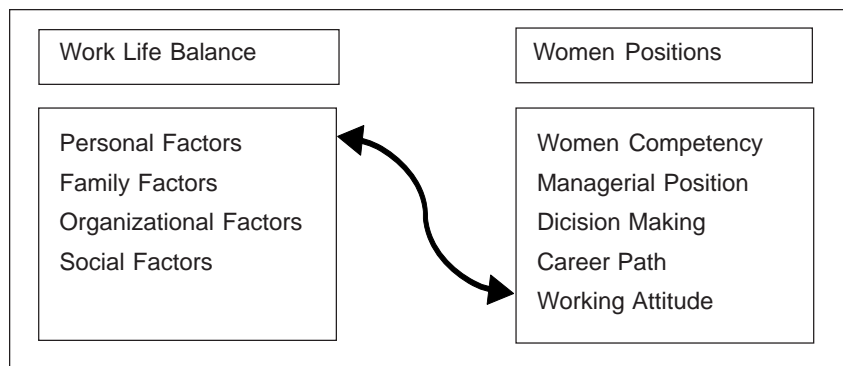 Work Life Balance
Personal Factors
Family Factors
Organizational Factors
Social Factors
Women Positions
Women Competency
Managerial Position
Dicision Making
Career Path
Working Attitude